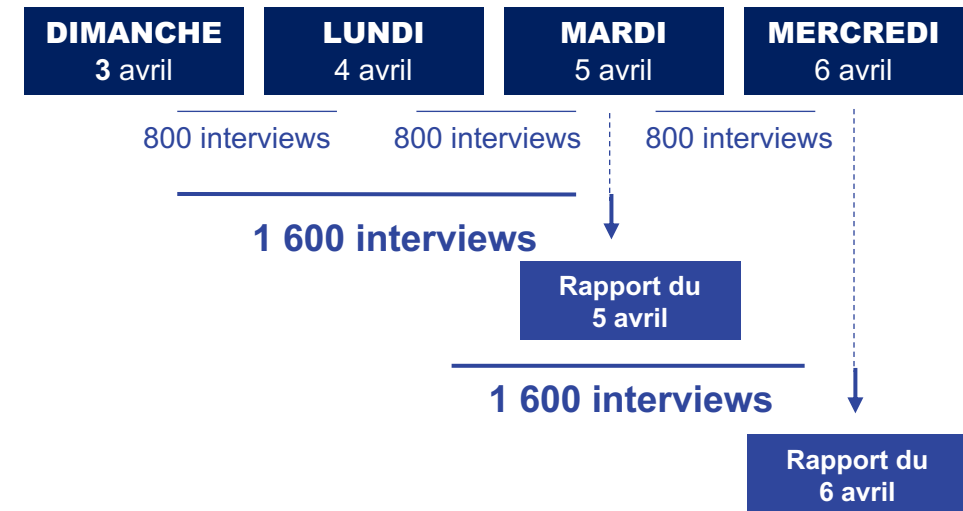 DIMANCHE
3 avril
LUNDI
4 avril
MARDI
5 avril
MERCREDI
6 avril
800 interviews
800 interviews
800 interviews
1 600 interviews
Rapport du
5 avril
1 600 interviews
Rapport du
6 avril